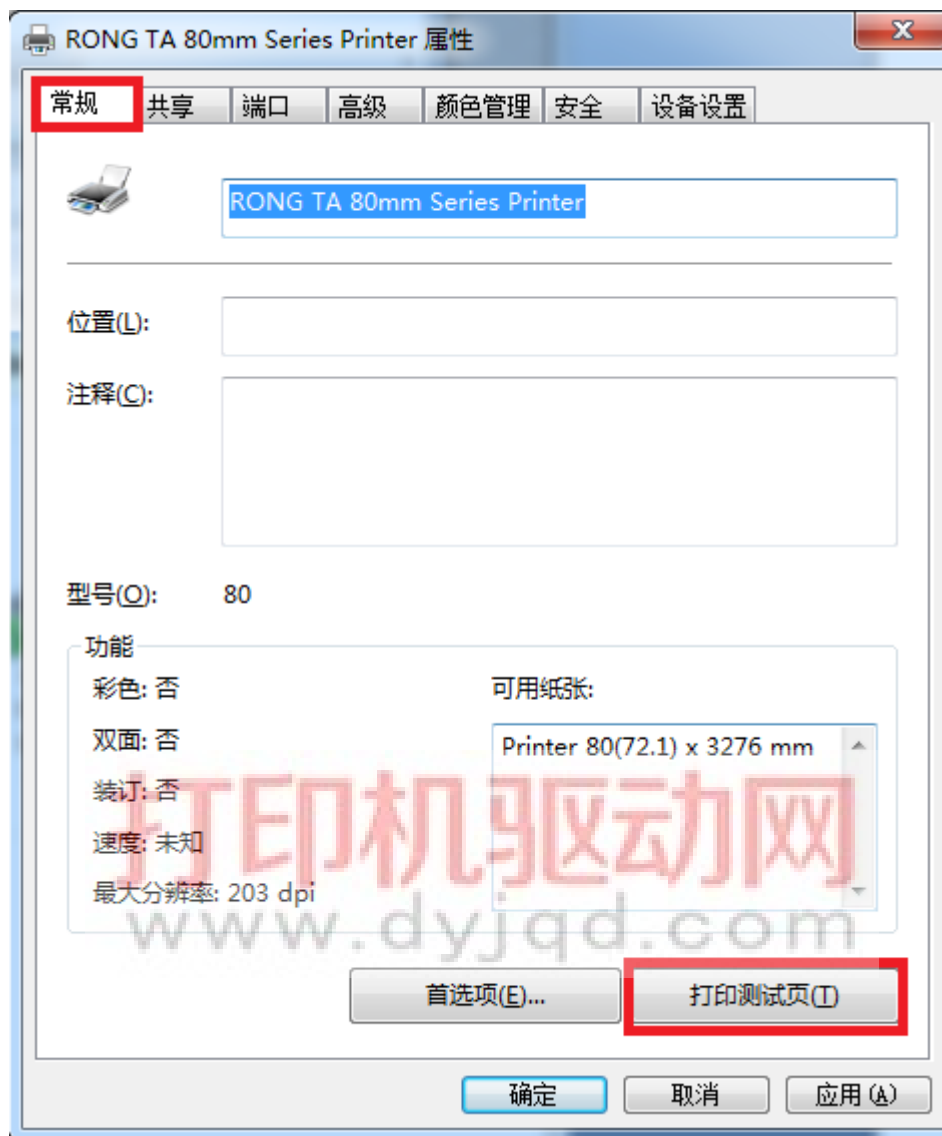 RONG TA 80mm Series Printer 属性
常规 共享 端口 高级 颜色管理 安全 设备设置
RONG TA 80mm Series Printer
位置(L):
注释(C):
型号(O): 80
功能
彩色: 否 可用纸张:
双面: 否 Printer 80(72.1) x 3276 mm
装订: 否
速度: 未知
最大分辨率: 203 dpi
打印机驱动网
www.dyjqd.com
首选项(E)... 打印测试页(T)
确定 取消 应用(A)